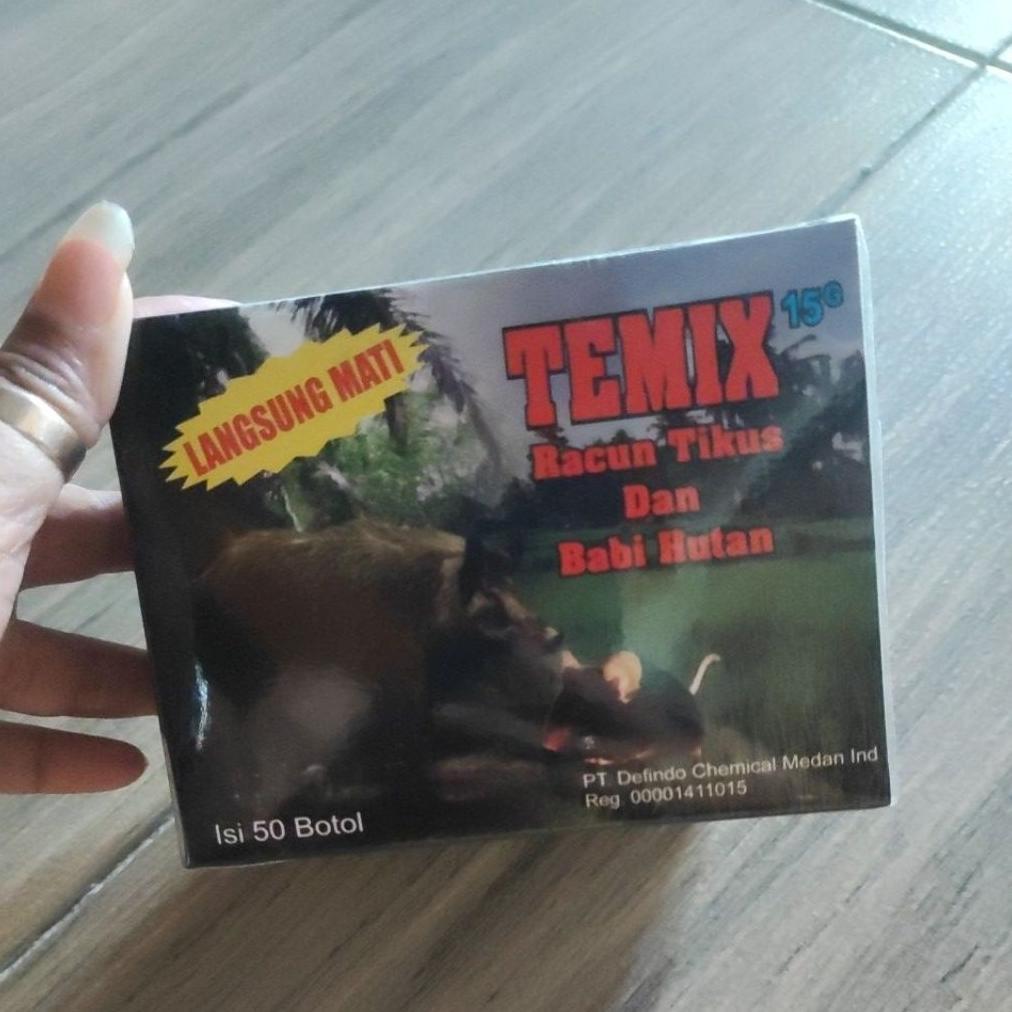 LANGSUNG MATI
TEMIX 15G
Racun Tikus
Dan
Babi Hutan
PT. Defindo Chemical Medan Ind
Reg 00001411015
Isi 50 Botol